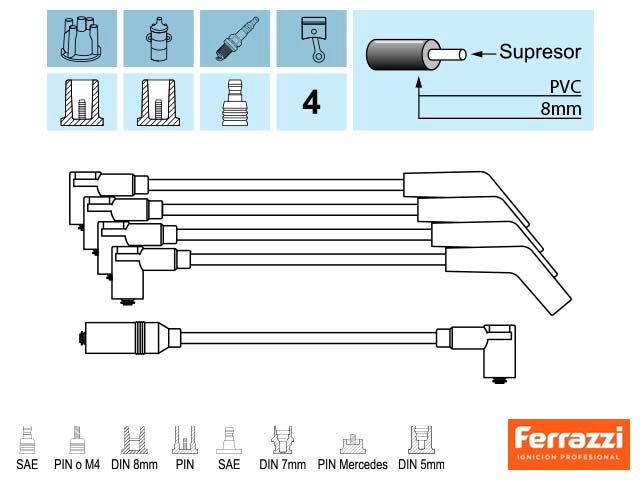 Supresor
PVC
8mm
4
SAE PIN o M4 DIN 8mm PIN SAE DIN 7mm PIN Mercedes DIN 5mm
Ferrazzi
IGNICION PROFESIONAL